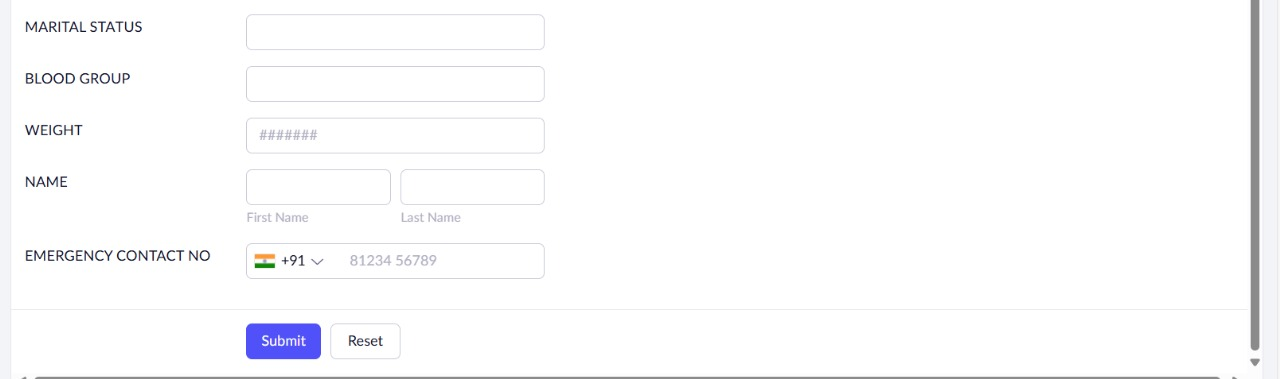 MARITAL STATUS
BLOOD GROUP
WEIGHT
#######
NAME
First Name Last Name
EMERGENCY CONTACT NO
+91 81234 56789
Submit Reset